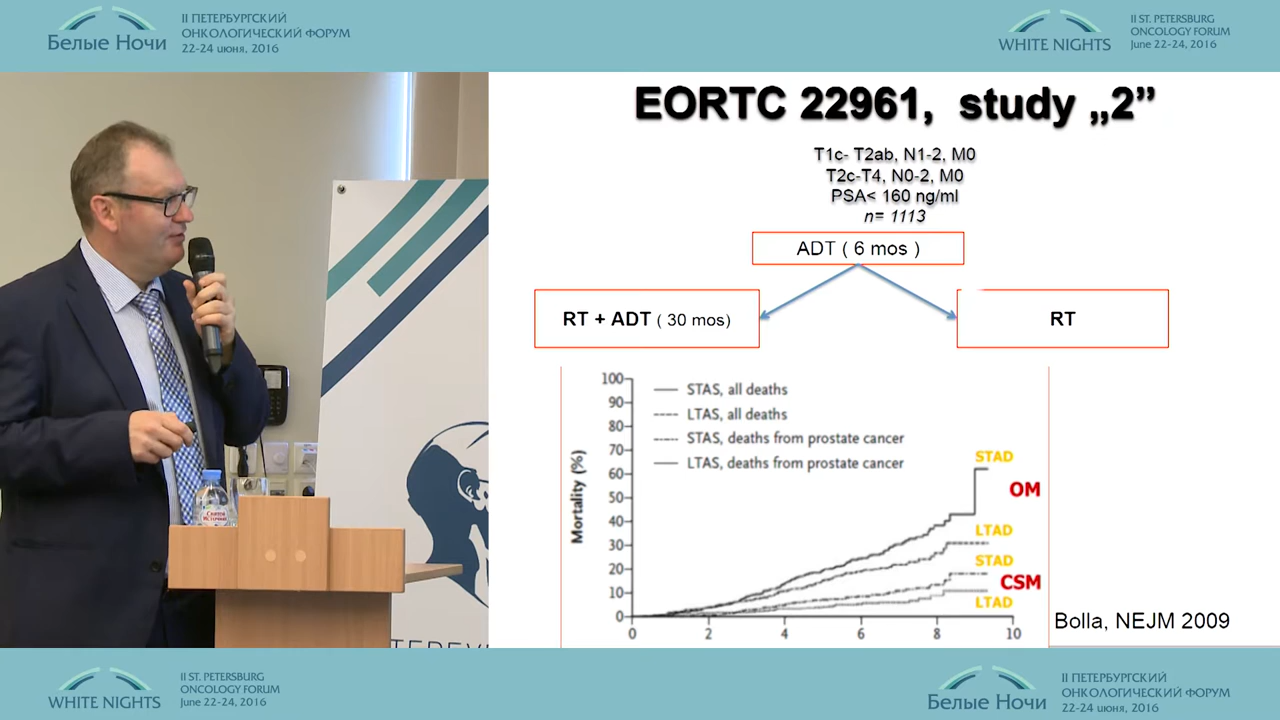 Белые Ночи
II ПЕТЕРБУРГСКИЙ
ОНКОЛОГИЧЕСКИЙ ФОРУМ
22-24 июня, 2016
WHITE NIGHTS
II ST. PETERSBURG
ONCOLOGY FORUM
June 22-24, 2016
EORTC 22961, study „2”
T1c- T2ab, N1-2, M0
T2c-T4, N0-2, M0
PSA< 160 ng/ml
n= 1113
ADT ( 6 mos )
RT + ADT ( 30 mos)
RT
Mortality (%)
100
90
80
70
60
50
40
30
20
10
0
STAS, all deaths
LTAS, all deaths
STAS, deaths from prostate cancer
LTAS, deaths from prostate cancer
STAD
OM
LTAD
STAD
CSM
LTAD
0 2 4 6 8 10
Bolla, NEJM 2009
Святой
Источник
WHITE NIGHTS
II ST. PETERSBURG
ONCOLOGY FORUM
June 22-24, 2016
Белые Ночи
II ПЕТЕРБУРГСКИЙ
ОНКОЛОГИЧЕСКИЙ ФОРУМ
22-24 июня, 2016